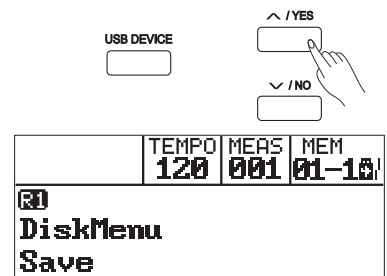 ∧ / YES
USB DEVICE
∨ / NO
TEMPO MEAS MEM
120 001 01-1
R1
DiskMenu
Save